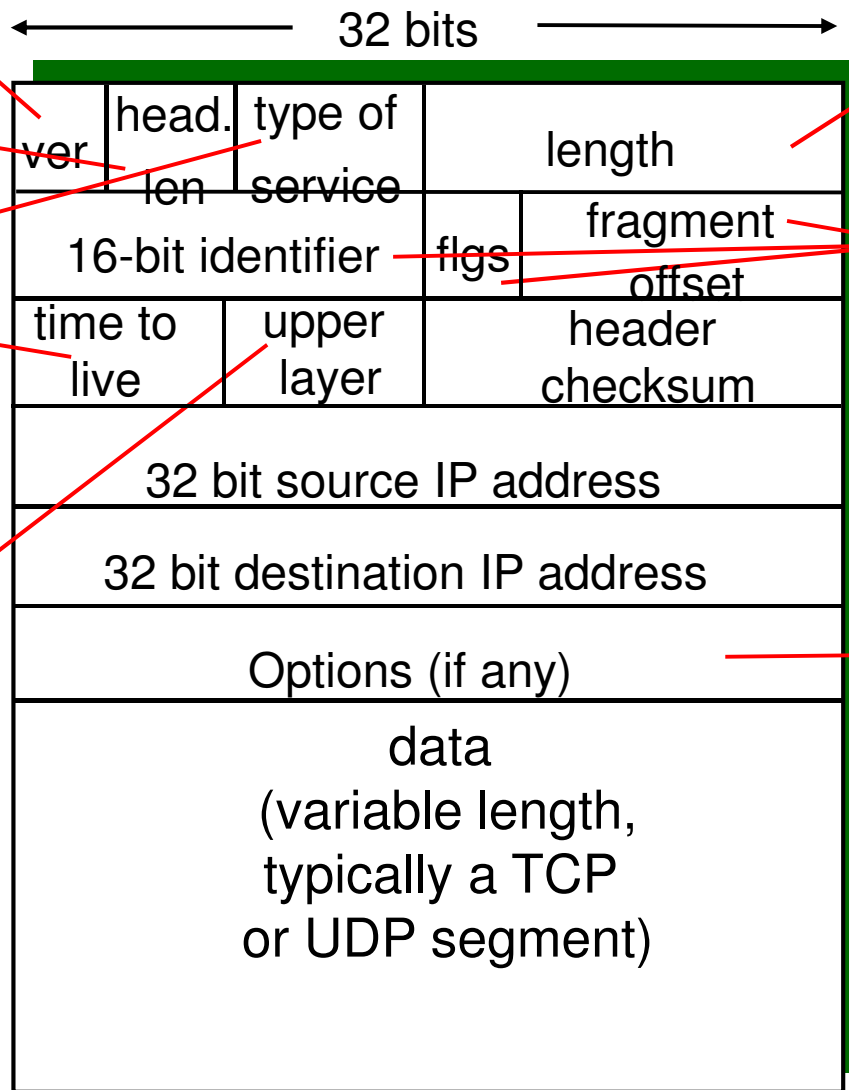 32 bits
ver
head.
len
type of
service
length
16-bit identifier
flgs
fragment
offset
time to
live
upper
layer
header
checksum
32 bit source IP address
32 bit destination IP address
Options (if any)
data
(variable length,
typically a TCP
or UDP segment)